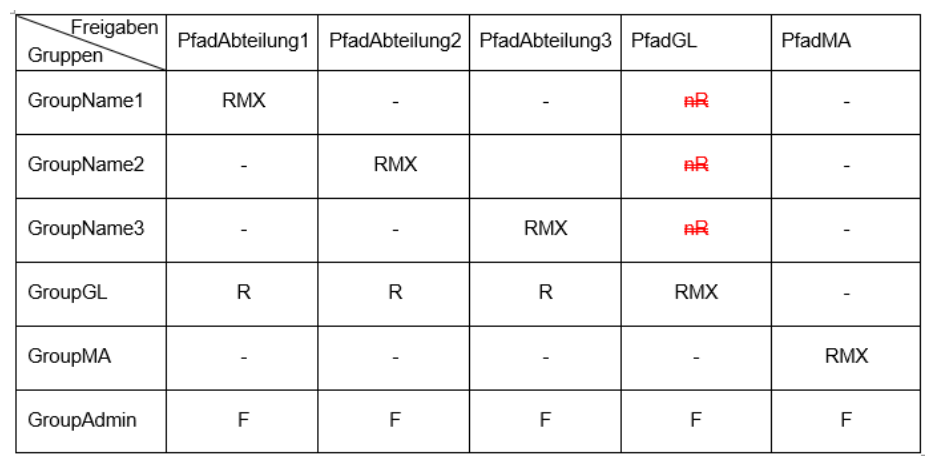 Freigaben
Gruppen PfadAbteilung1 PfadAbteilung2 PfadAbteilung3 PfadGL PfadMA
GroupName1 RMX - - nR -
GroupName2 - RMX nR -
GroupName3 - - RMX nR -
GroupGL R R R RMX -
GroupMA - - - - RMX
GroupAdmin F F F F F